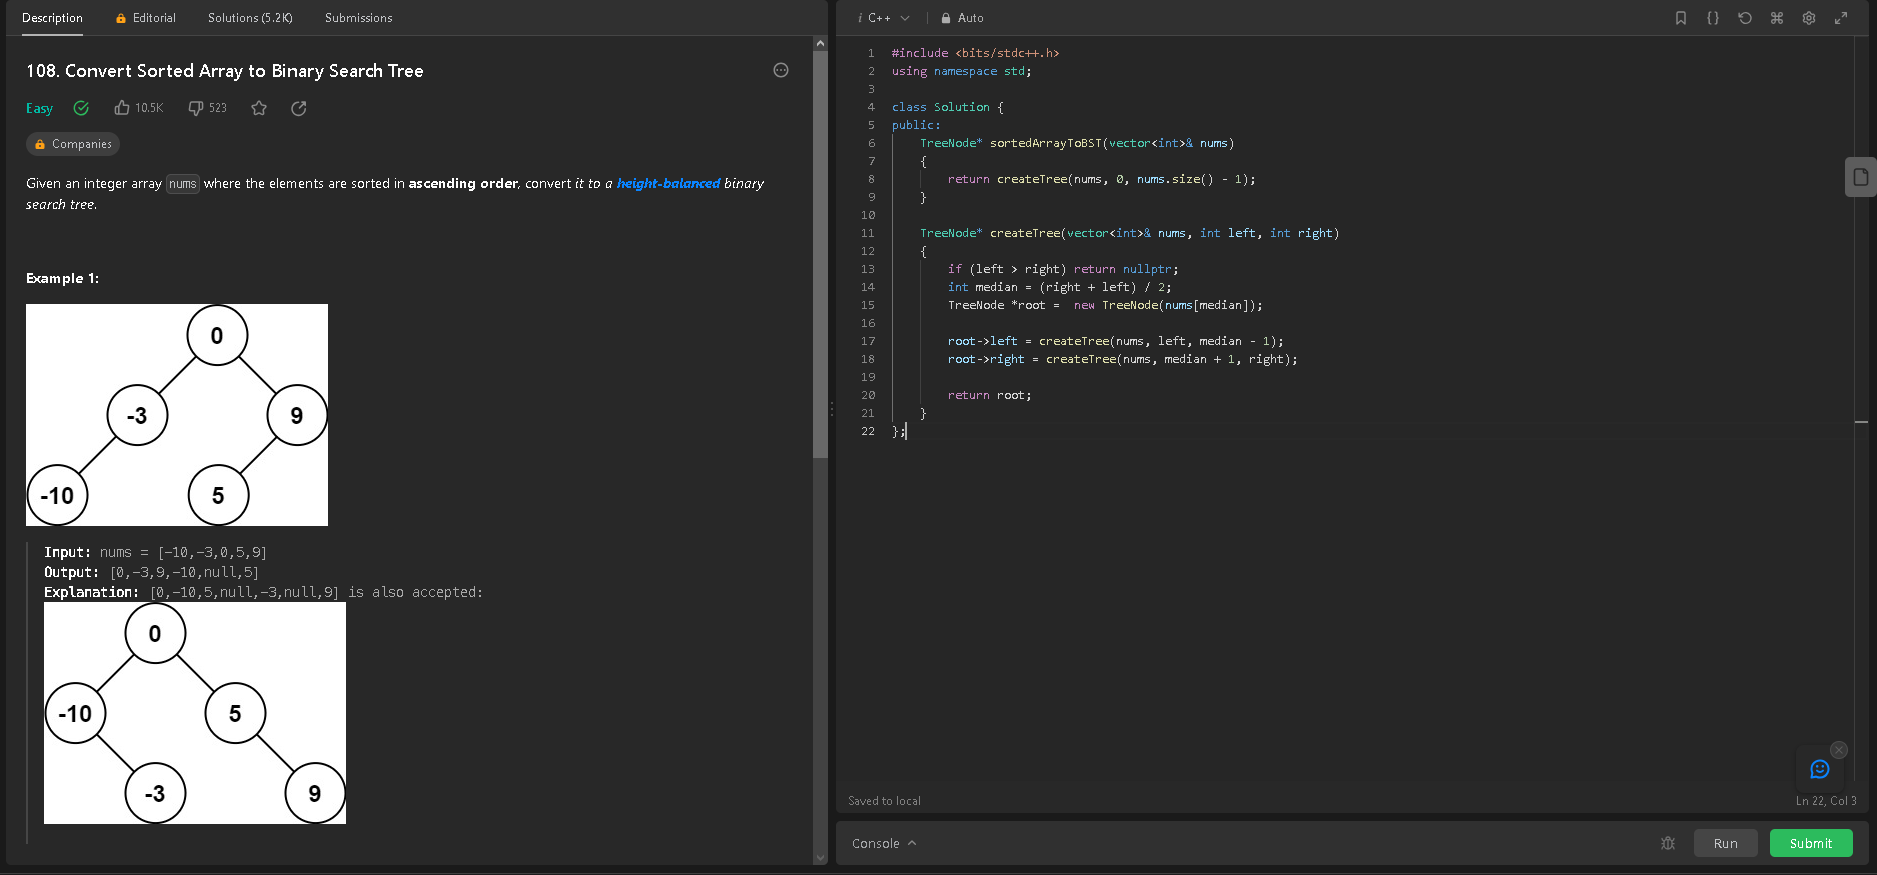 Description Editorial Solutions (5.2K) Submissions
108. Convert Sorted Array to Binary Search Tree
Easy 10.5K 523
Companies
Given an integer array nums where the elements are sorted in ascending order, convert it to a height-balanced binary
search tree.
Example 1:
0
-3 9
-10 5
Input: nums = [-10,-3,0,5,9]
Output: [0,-3,9,-10,null,5]
Explanation: [0,-10,5,null,-3,null,9] is also accepted:
0
-10 5
-3 9
i C++ Auto
1 #include <bits/stdc++.h>
2 using namespace std;
3
4 class Solution {
5 public:
6 TreeNode* sortedArrayToBST(vector<int>& nums)
7 {
8 return createTree(nums, 0, nums.size() - 1);
9 }
10
11 TreeNode* createTree(vector<int>& nums, int left, int right)
12 {
13 if (left > right) return nullptr;
14 int median = (right + left) / 2;
15 TreeNode *root =  new TreeNode(nums[median]);
16
17 root->left = createTree(nums, left, median - 1);
18 root->right = createTree(nums, median + 1, right);
19
20 return root;
21 }
22 };
Saved to local Ln 22, Col 3
Console Run Submit